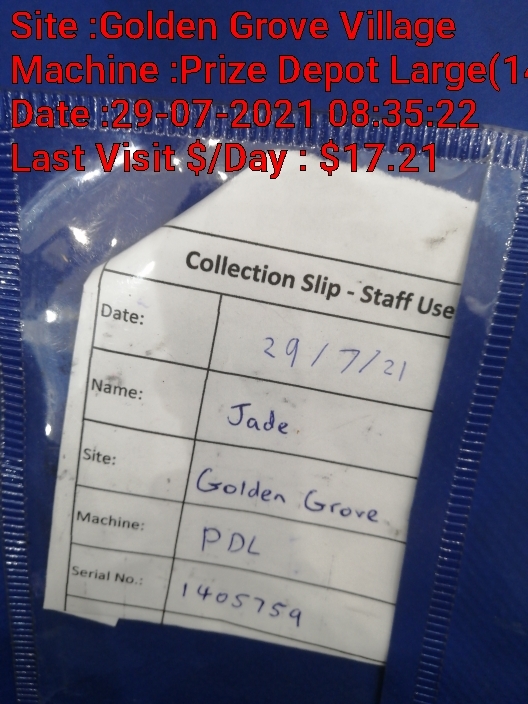 Site :Golden Grove Village
Machine :Prize Depot Large(14
Date :29-07-2021 08:35:22
Last Visit $/Day : $17.21
Collection Slip - Staff Use
Date: 29/7/21
Name: Jade
Site: Golden Grove
Machine: PDL
Serial No.: 1405759